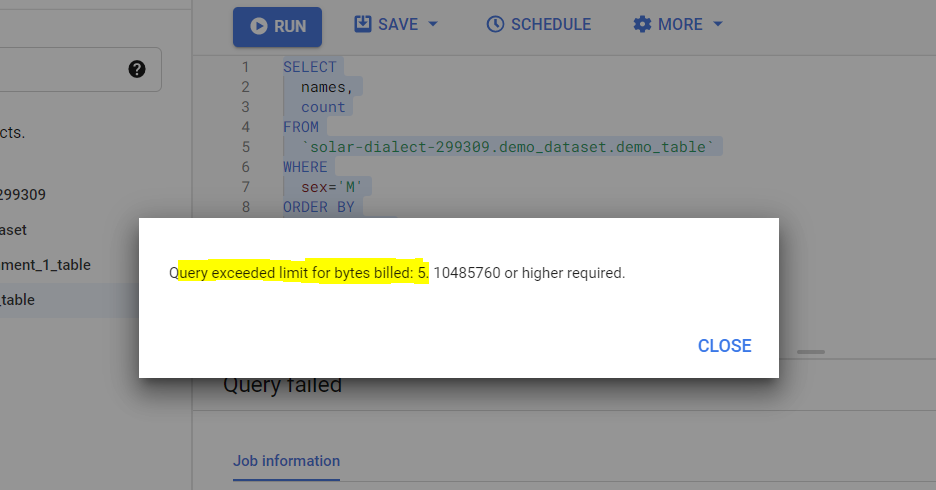 RUN SAVE SCHEDULE MORE
1 SELECT
2 names,
3 count
4 FROM
cts.
5 `solar-dialect-299309.demo_dataset.demo_table`
6 WHERE
7 sex='M'
299309
8 ORDER BY
aset
ment_1_table
_table
Query exceeded limit for bytes billed: 5. 10485760 or higher required.
CLOSE
Query failed
Job information